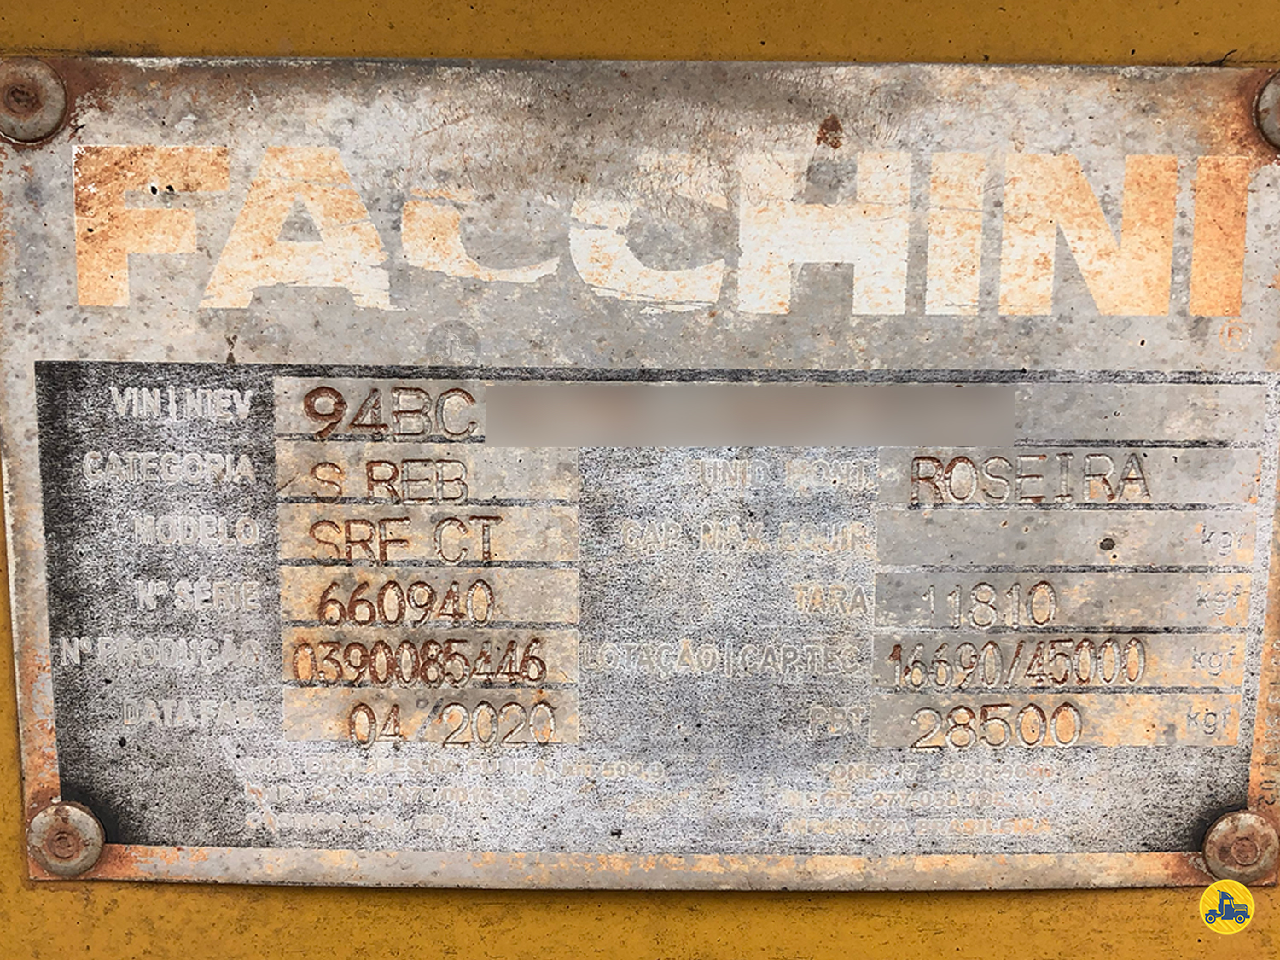 FACCHINI
VIN | NIEV 94BC
CATEGORIA S REB UNID. MONT. ROSEIRA
MODELO SRF CT CAP. MÁX. EQUIP. kgf
Nº SÉRIE 660940 TARA 11810 kgf
Nº PRODUÇÃO 0390085446 LOTAÇÃO | CAP.TEC. 16690/45000 kgf
DATA FAB. 04/2020 PBT 28500 kgf